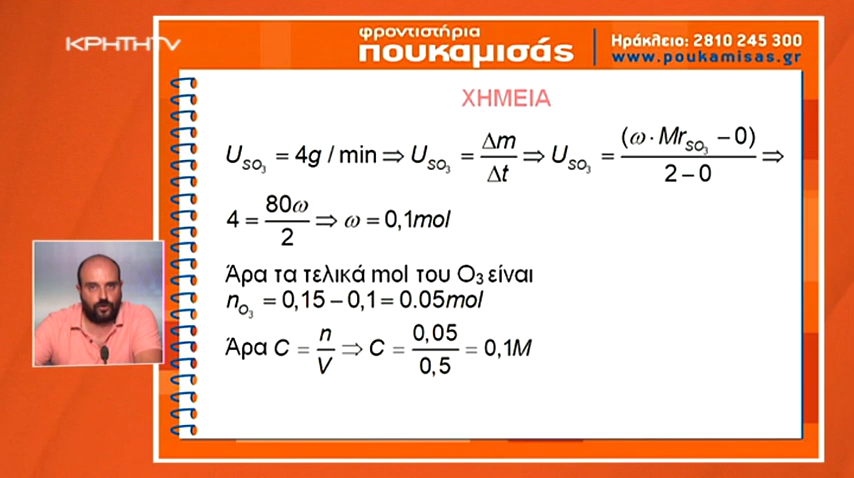 ΚΡΗΤΗTV
φροντιστήρια
πουκαμισάς
Ηράκλειο: 2810 245 300
www.poukamisas.gr
ΧΗΜΕΙΑ
U_{SO_3} = 4g / min ⇒ U_{SO_3} = Δm/Δt ⇒ U_{SO_3} = (ω · Mr_{SO_3} − 0)/(2 − 0) ⇒
4 = 80ω/2 ⇒ ω = 0,1mol
Άρα τα τελικά mol του O₃ είναι
n_{O_3} = 0,15 − 0,1 = 0.05mol
Άρα C = n/V ⇒ C = 0,05/0,5 = 0,1M